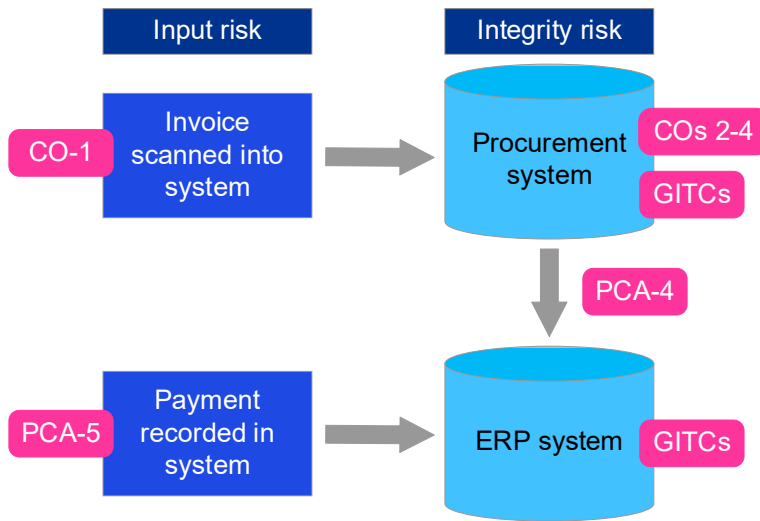 Input risk
Integrity risk
CO-1
Invoice
scanned into
system
Procurement
system
COs 2-4
GITCs
PCA-4
PCA-5
Payment
recorded in
system
ERP system
GITCs